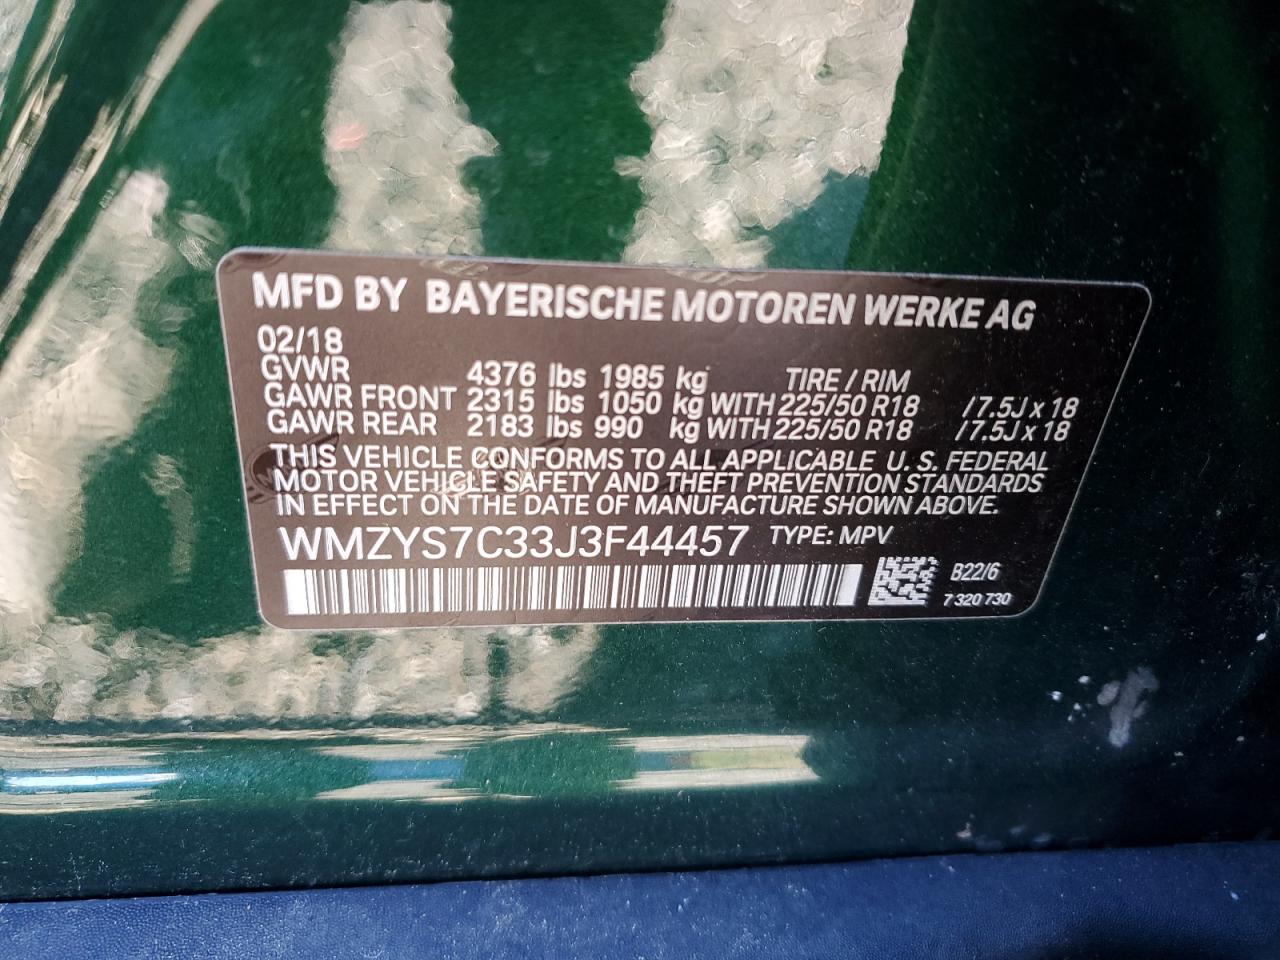 MFD BY BAYERISCHE MOTOREN WERKE AG
02/18
GVWR 4376 lbs 1985 kg TIRE / RIM
GAWR FRONT 2315 lbs 1050 kg WITH 225/50 R18 / 7.5J x 18
GAWR REAR 2183 lbs 990 kg WITH 225/50 R18 / 7.5J x 18
THIS VEHICLE CONFORMS TO ALL APPLICABLE U. S. FEDERAL
MOTOR VEHICLE SAFETY AND THEFT PREVENTION STANDARDS
IN EFFECT ON THE DATE OF MANUFACTURE SHOWN ABOVE.
WMZYS7C33J3F44457 TYPE: MPV
B22/6
7 320 730